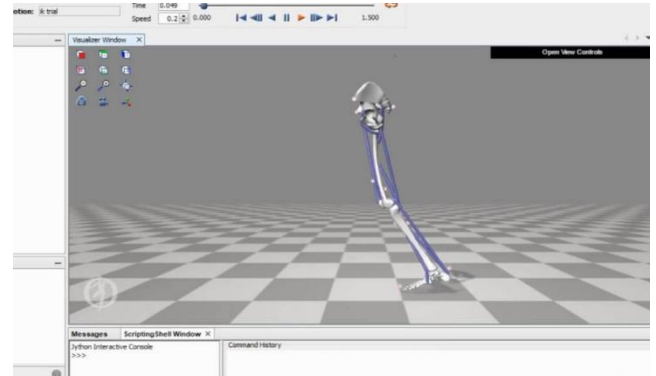 otion: ik trial
Time 0.049
Speed 0.2 0.000 1.500
Visualizer Window X
Open View Controls
Messages ScriptingShell Window X
Jython Interactive Console
>>>
Command History